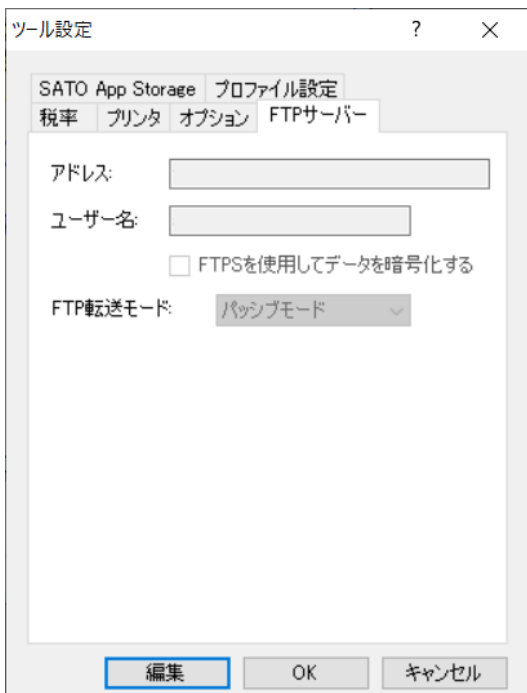 ツール設定 ?
SATO App Storage プロファイル設定
税率 プリンタ オプション FTPサーバー
アドレス:
ユーザー名:
FTPSを使用してデータを暗号化する
FTP転送モード: パッシブモード
編集 OK キャンセル